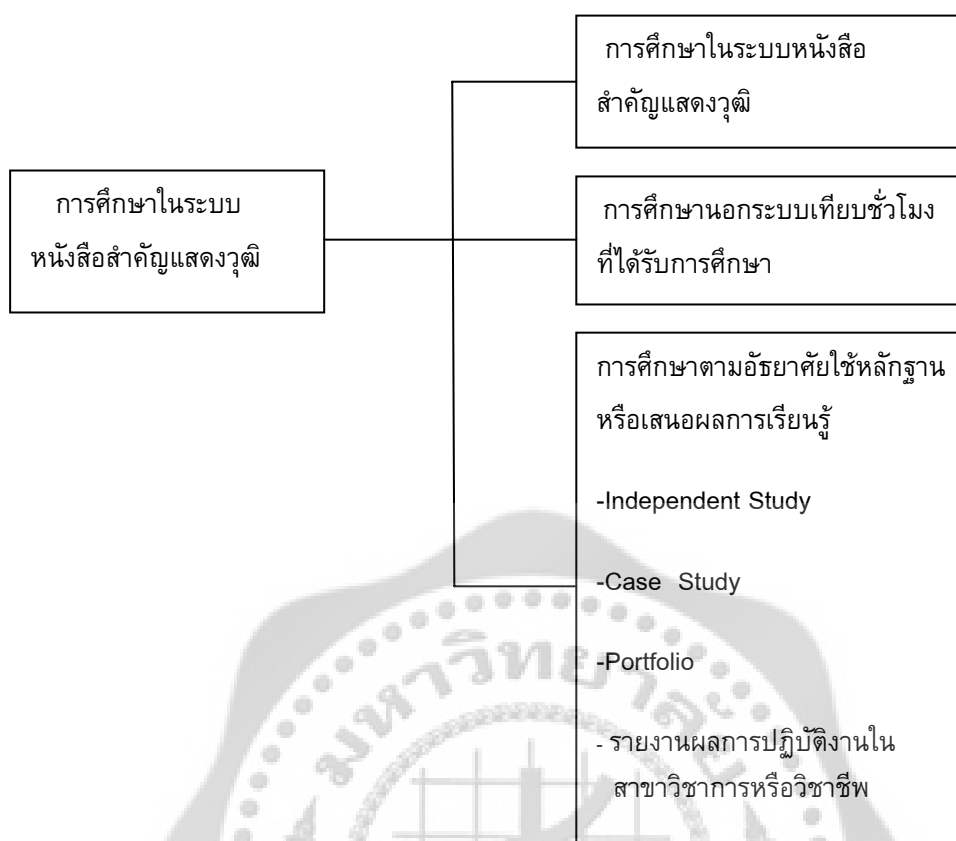 การศึกษาในระบบหนังสือ
สำคัญแสดงวุฒิ
การศึกษาในระบบ
หนังสือสำคัญแสดงวุฒิ
การศึกษานอกระบบเทียบชั่วโมง
ที่ได้รับการศึกษา
การศึกษาตามอัธยาศัยใช้หลักฐาน
หรือเสนอผลการเรียนรู้
-Independent Study
-Case Study
-Portfolio
- รายงานผลการปฏิบัติงานใน
สาขาวิชาการหรือวิชาชีพ
มหาวิทยาลัย